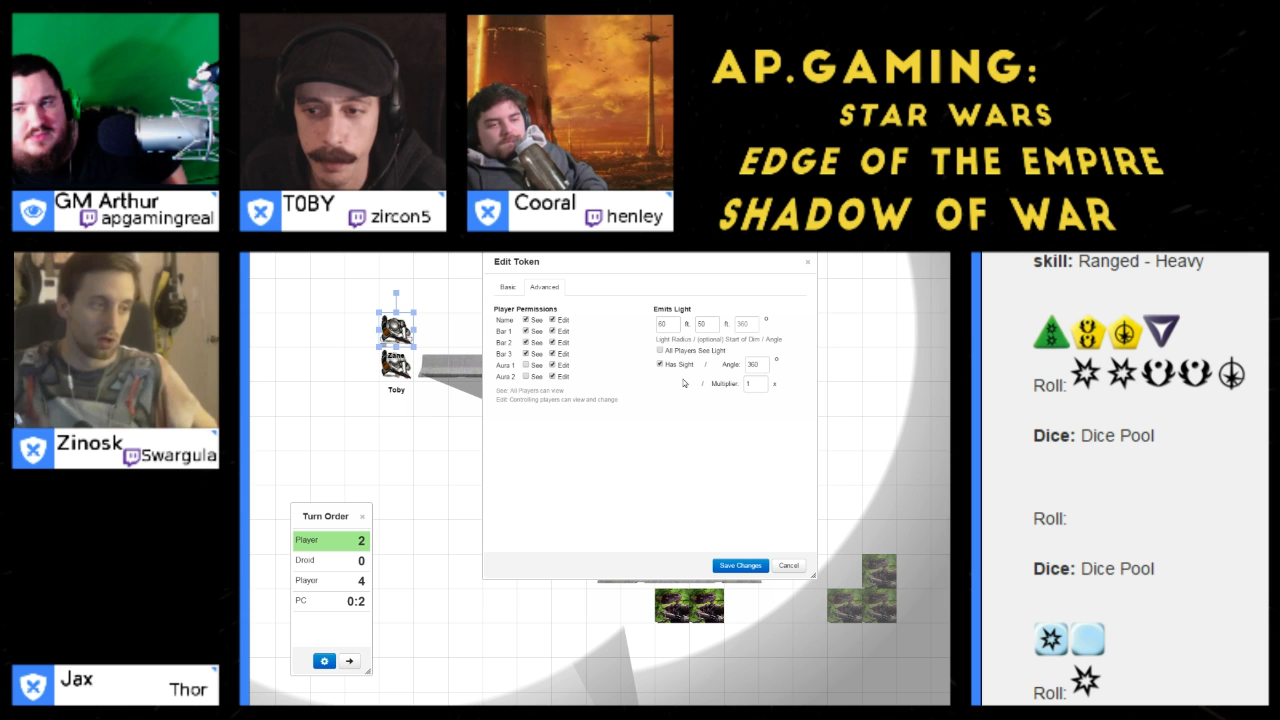 AP.GAMING:
STAR WARS
EDGE OF THE EMPIRE
SHADOW OF WAR
GM Arthur
apgamingreal
TOBY
zircon5
Cooral
henley
Zinosk
Swargula
Jax
Thor
Zane
Toby
Turn Order ×
Player 2
Droid 0
Player 4
PC 0:2
Edit Token ×
Basic Advanced
Player Permissions
Name See Edit
Bar 1 See Edit
Bar 2 See Edit
Bar 3 See Edit
Aura 1 See Edit
Aura 2 See Edit
See: All Players can view
Edit: Controlling players can view and change
Emits Light
60 ft. 50 ft. 360 °
Light Radius / (optional) Start of Dim / Angle
All Players See Light
Has Sight / Angle: 360 °
/ Multiplier: 1 x
Save Changes Cancel
skill: Ranged - Heavy
Roll:
Dice: Dice Pool
Roll:
Dice: Dice Pool
Roll: